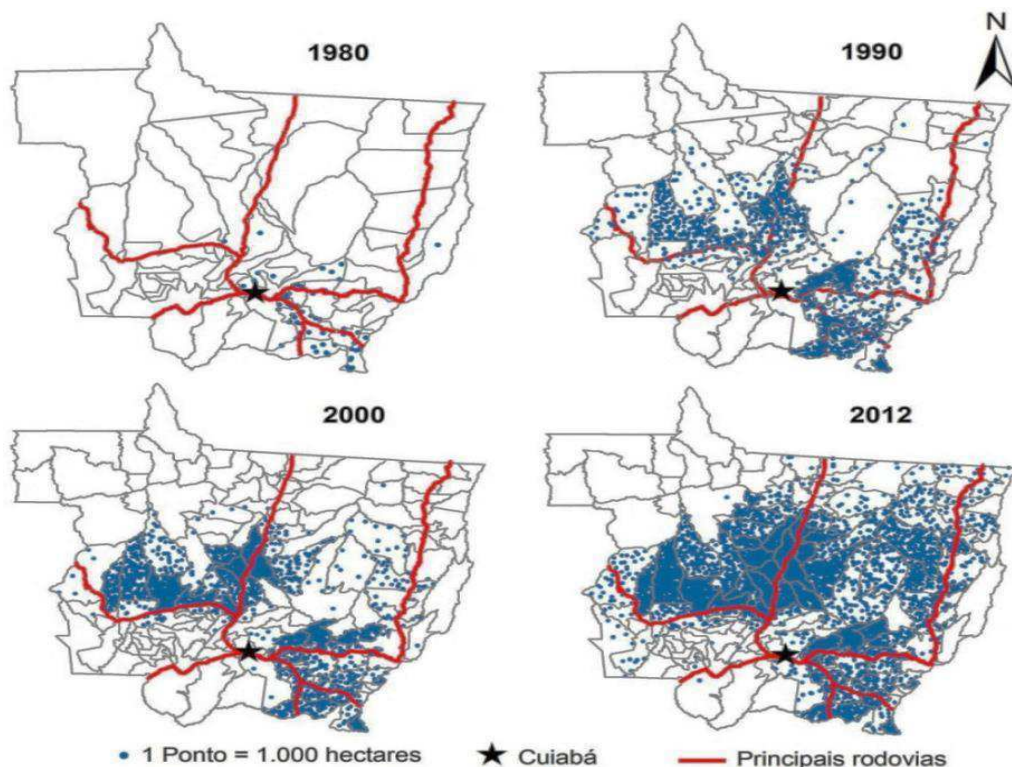 1980
1990
N
2000
2012
1 Ponto = 1.000 hectares
Cuiabá
Principais rodovias